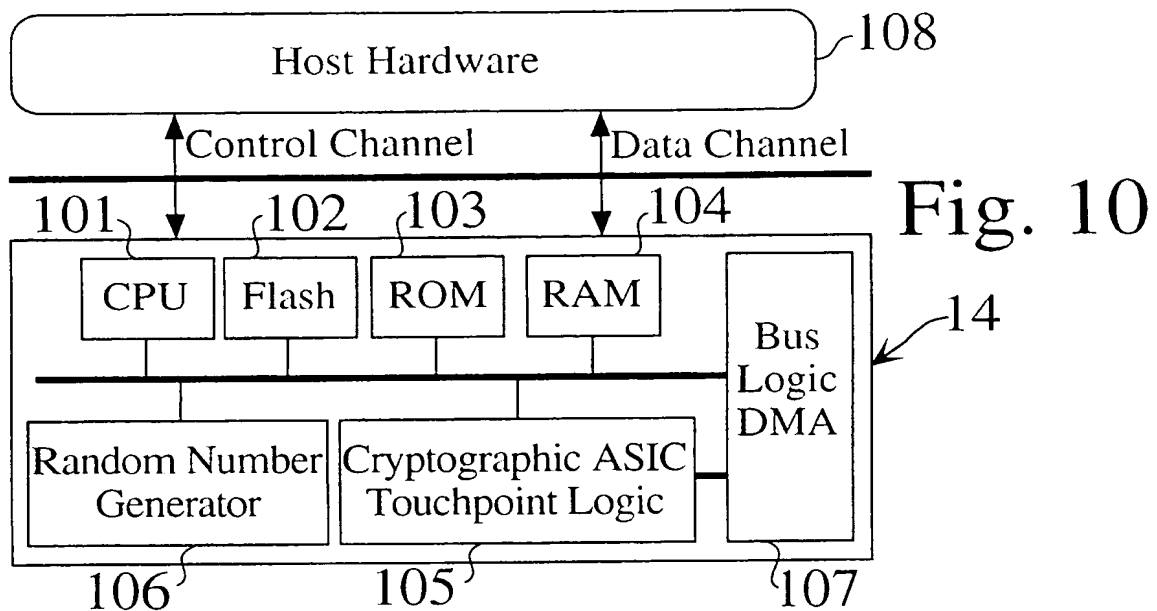 Host Hardware
108
Control Channel
Data Channel
101
102
103
104
Fig. 10
CPU
Flash
ROM
RAM
14
Bus
Logic
DMA
Random Number
Generator
Cryptographic ASIC
Touchpoint Logic
106
105
107